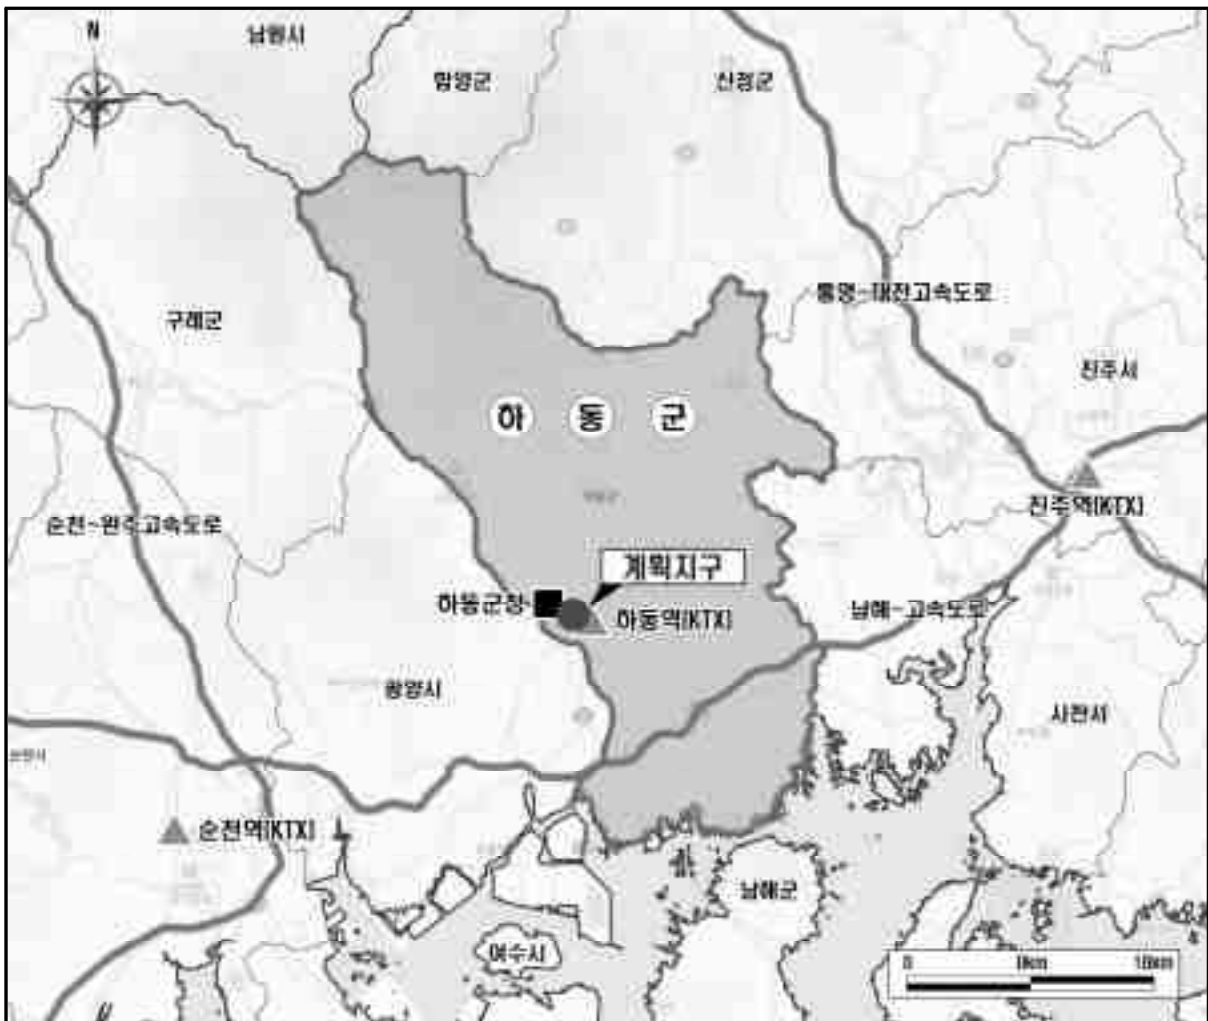 N
남원시
함양군
산청군
통영-대전고속도로
구례군
진주시
하 동 군
진주역(KTX)
순천-완주고속도로
계획지구
하동군청
하동역(KTX)
남해-고속도로
광양시
사천시
순천역(KTX)
남해군
여수시
0